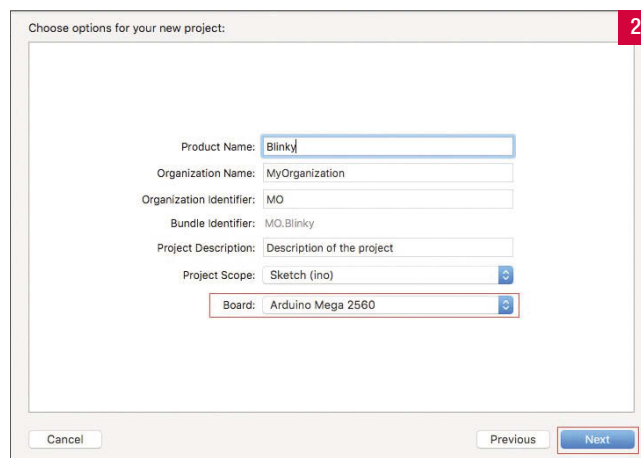 Choose options for your new project:
2
Product Name: Blinky
Organization Name: MyOrganization
Organization Identifier: MO
Bundle Identifier: MO.Blinky
Project Description: Description of the project
Project Scope: Sketch (ino)
Board: Arduino Mega 2560
Cancel Previous Next